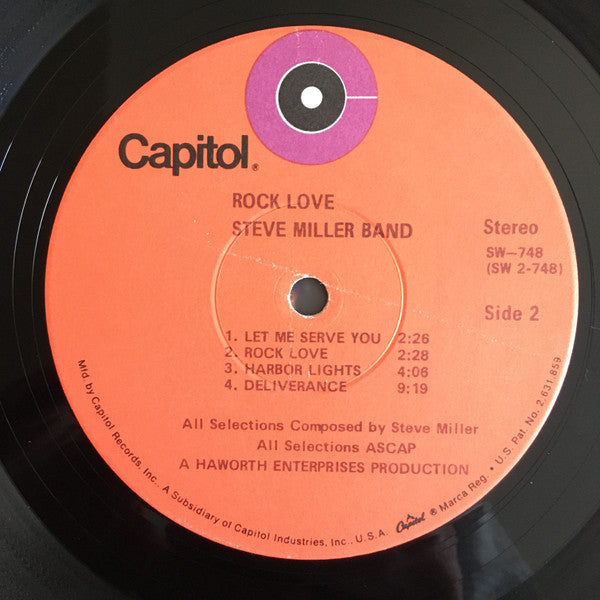 Capitol®
ROCK LOVE
STEVE MILLER BAND
Stereo
SW—748
(SW 2-748)
Side 2
1. LET ME SERVE YOU 2:26
2. ROCK LOVE 2:28
3. HARBOR LIGHTS 4:06
4. DELIVERANCE 9:19
All Selections Composed by Steve Miller
All Selections ASCAP
A HAWORTH ENTERPRISES PRODUCTION
Mfd. by Capitol Records, Inc., A Subsidiary of Capitol Industries, Inc., U.S.A. Capitol ® Marca Reg. • U.S. Pat. No. 2,631,859